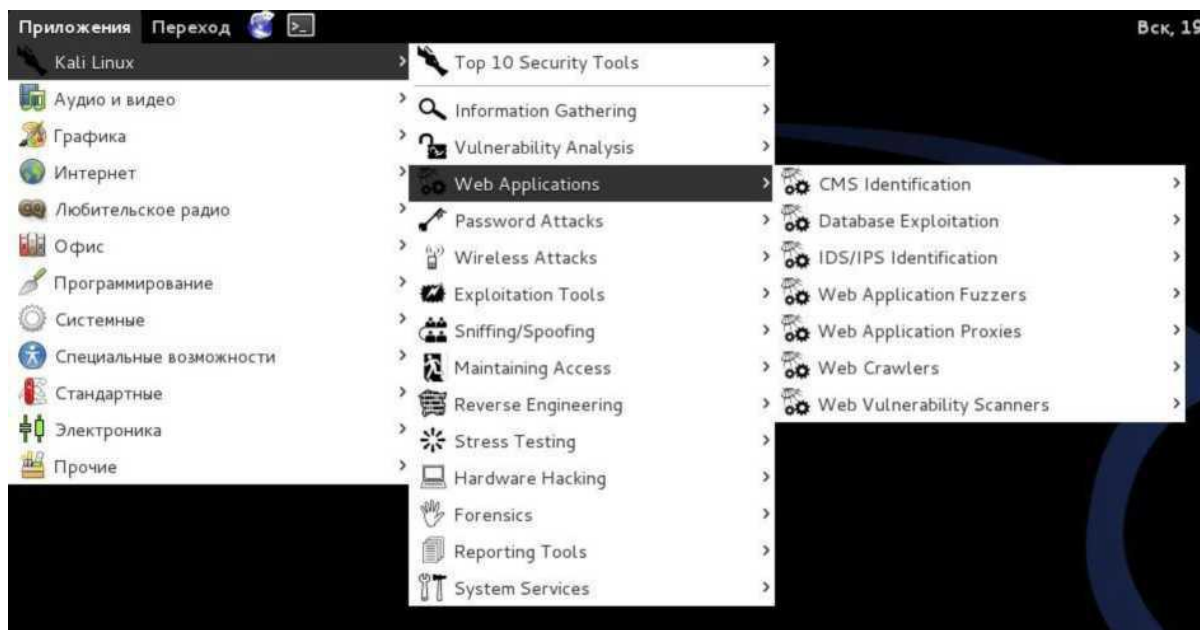 Приложения Переход Вск, 19
Kali Linux
Аудио и видео
Графика
Интернет
Любительское радио
Офис
Программирование
Системные
Специальные возможности
Стандартные
Электроника
Прочие
Top 10 Security Tools
Information Gathering
Vulnerability Analysis
Web Applications
Password Attacks
Wireless Attacks
Exploitation Tools
Sniffing/Spoofing
Maintaining Access
Reverse Engineering
Stress Testing
Hardware Hacking
Forensics
Reporting Tools
System Services
CMS Identification
Database Exploitation
IDS/IPS Identification
Web Application Fuzzers
Web Application Proxies
Web Crawlers
Web Vulnerability Scanners